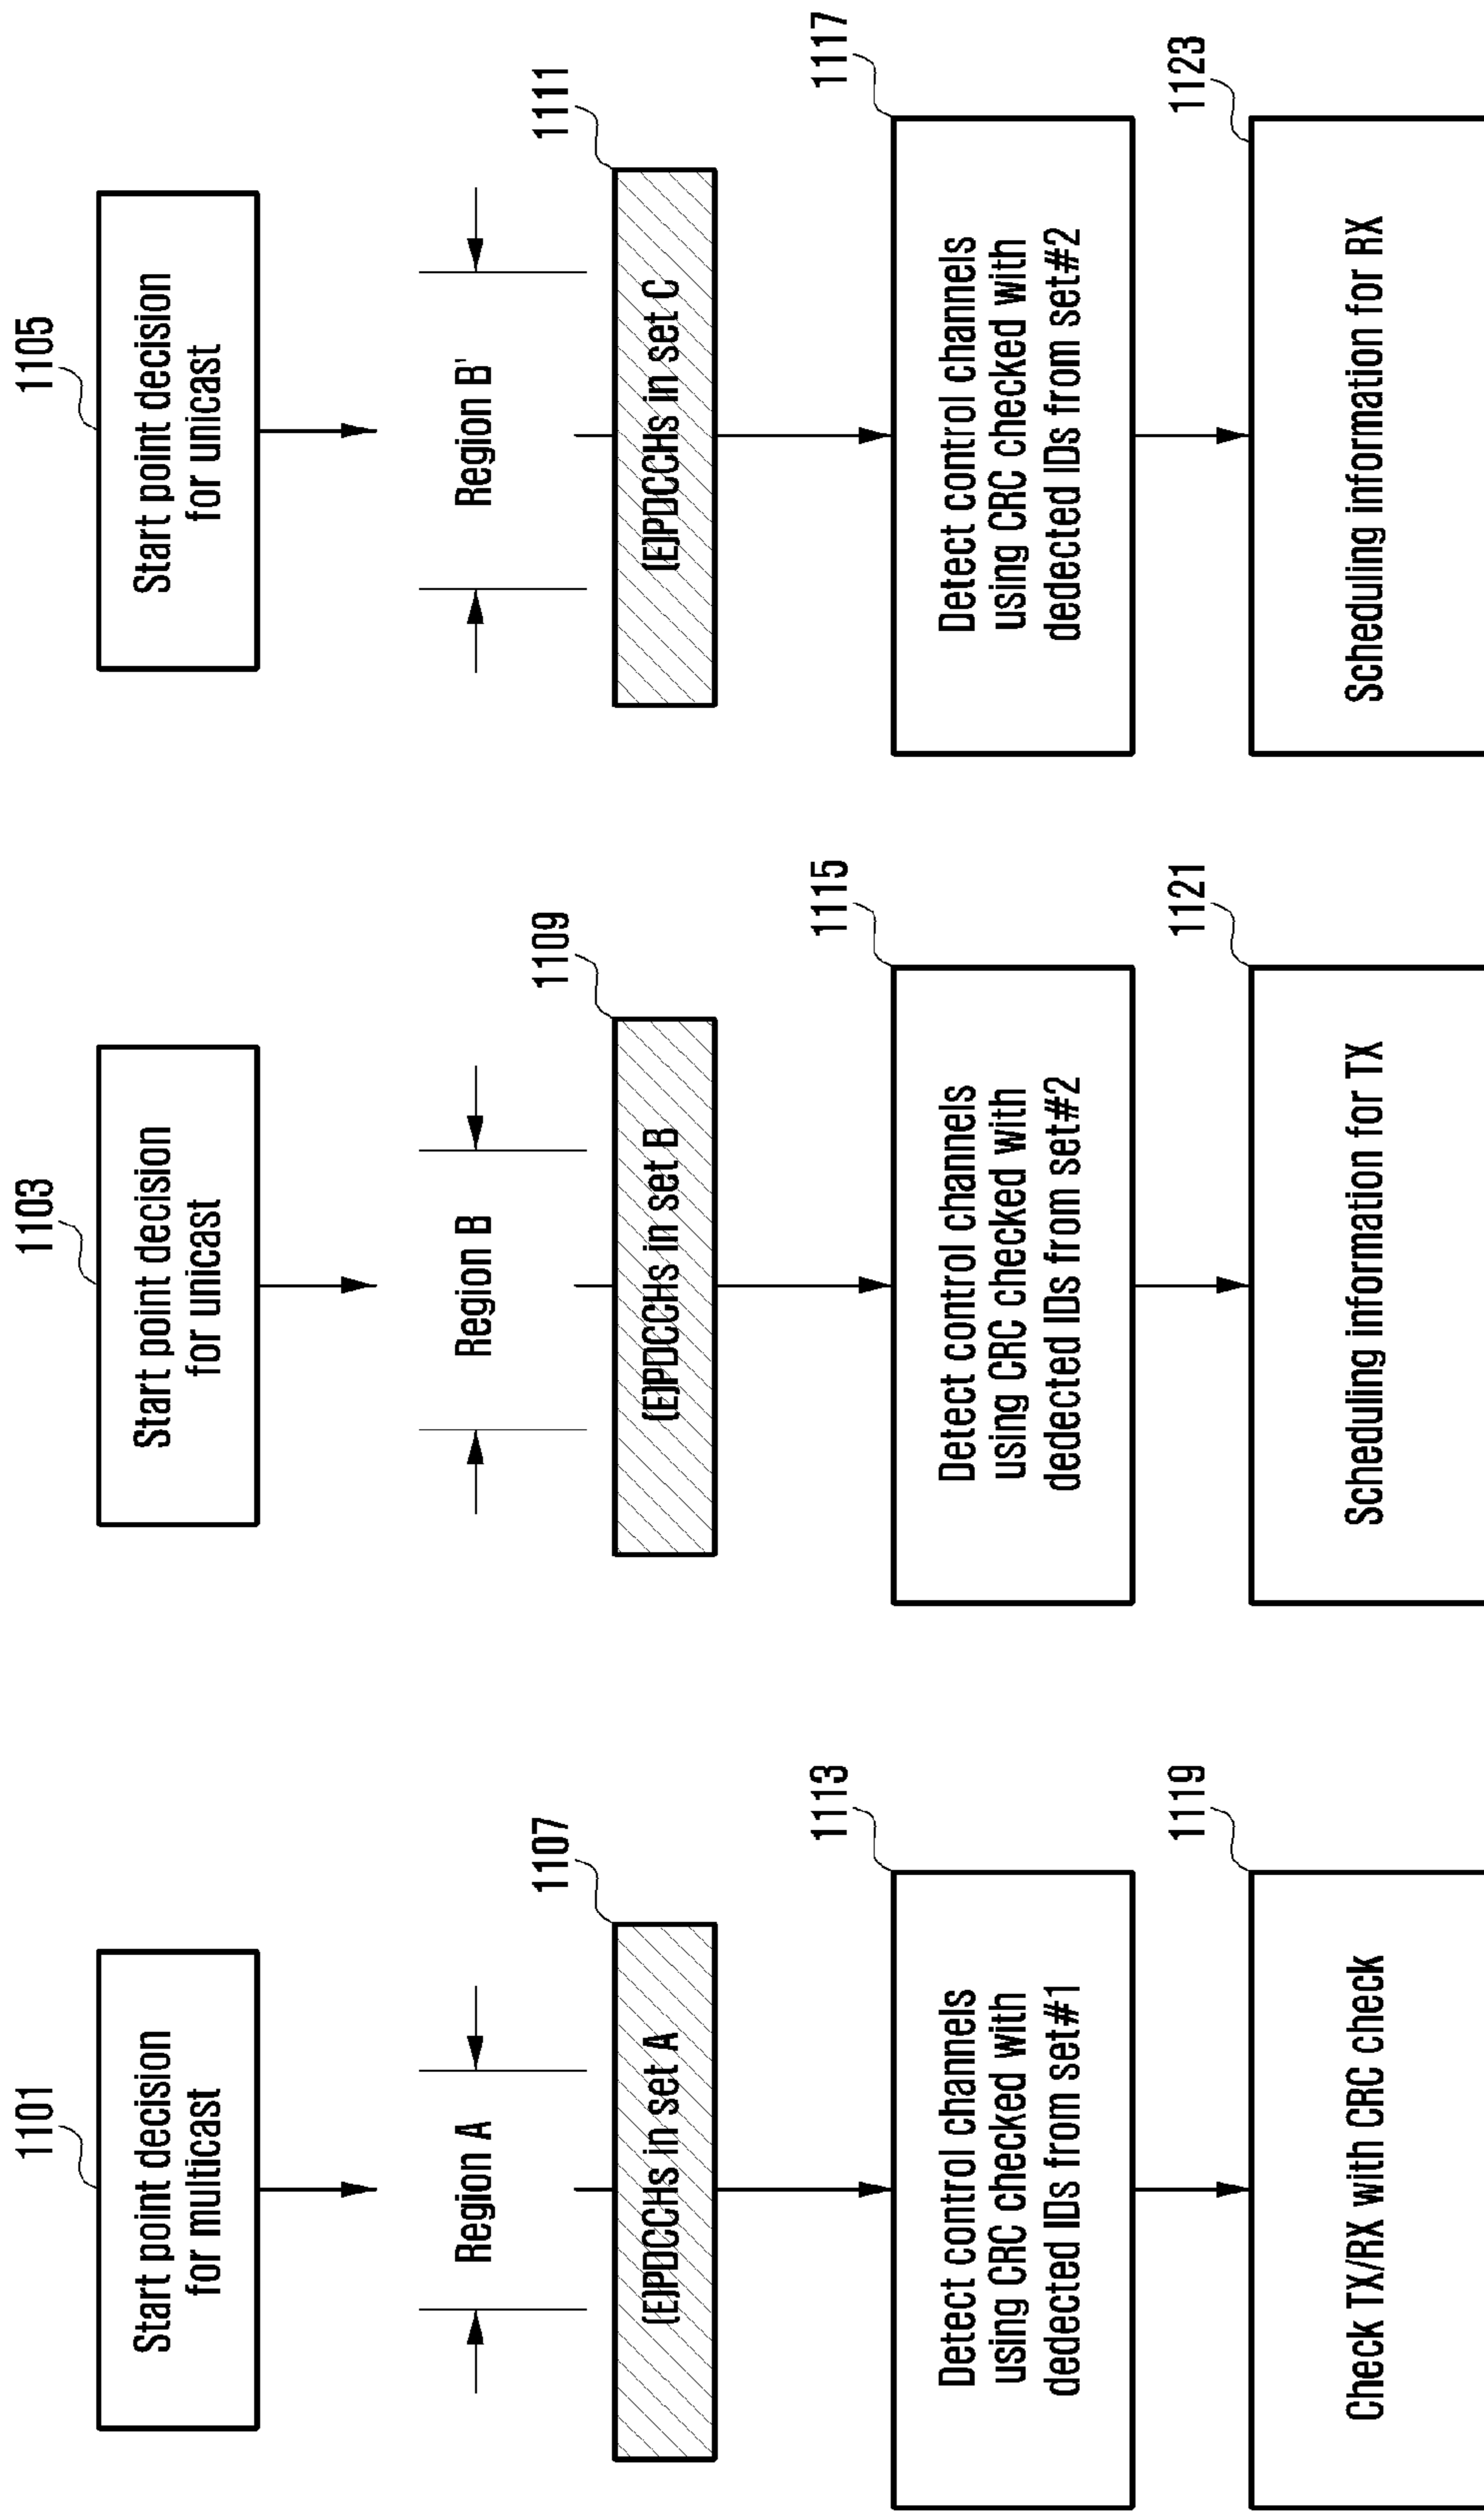 1101
Start point decision
for multicast
Region A
1107
(E)PDCCHs in set A
1113
Detect control channels
using CRC checked with
dedected IDs from set#1
1119
Check TX/RX with CRC check
1103
Start point decision
for unicast
Region B
1109
(E)PDCCHs in set B
1115
Detect control channels
using CRC checked with
dedected IDs from set#2
1121
Scheduling information for TX
1105
Start point decision
for unicast
Region B'
1111
(E)PDCCHs in set C
1117
Detect control channels
using CRC checked with
dedected IDs from set#2
1123
Scheduling information for RX